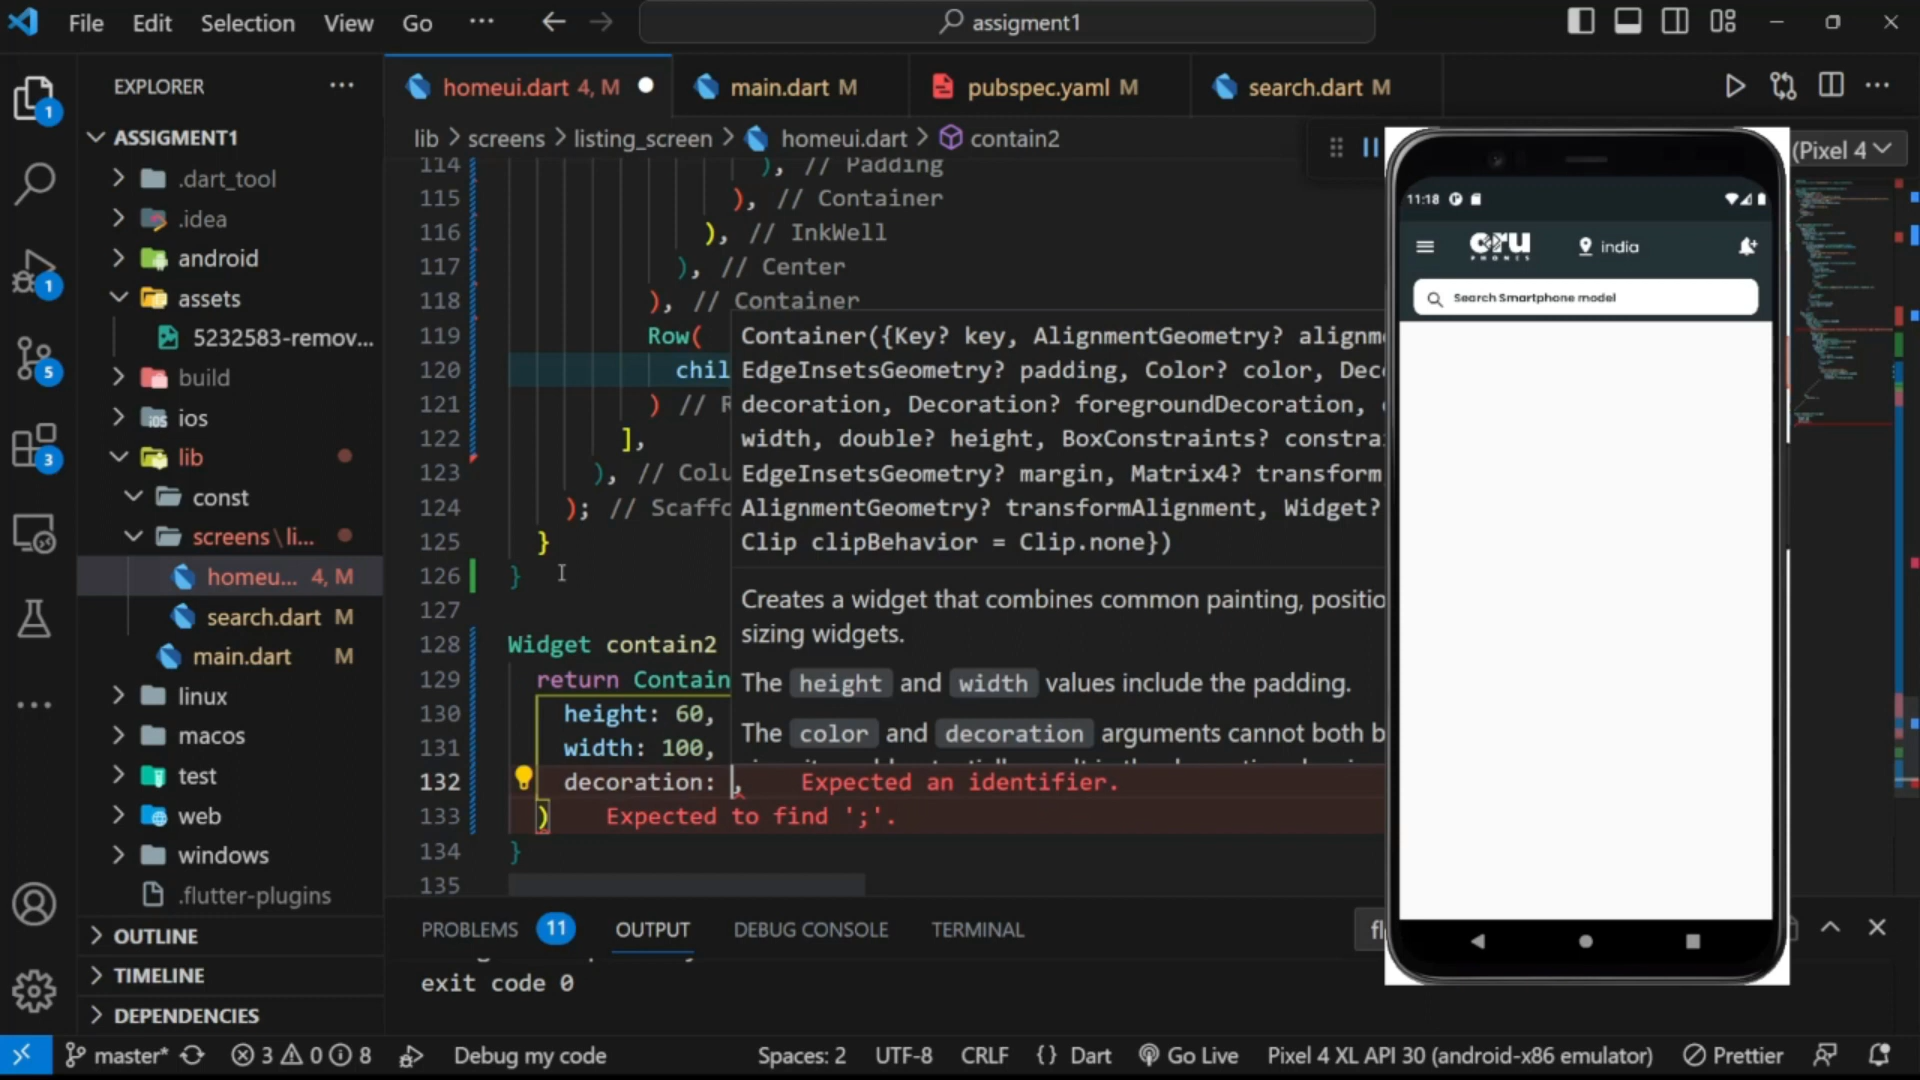 File Edit Selection View Go ··· assigment1
EXPLORER ···
homeui.dart 4, M
main.dart M
pubspec.yaml M
search.dart M
lib > screens > listing_screen > homeui.dart > contain2
(Pixel 4
ASSIGMENT1
.dart_tool
.idea
android
assets
5232583-remov...
build
ios
lib
const
screens\li...
homeu... 4, M
search.dart M
main.dart M
linux
macos
test
web
windows
.flutter-plugins
OUTLINE
TIMELINE
DEPENDENCIES
1
1
5
3
114 ), // Padding
115 ), // Container
116 ), // InkWell
117 ), // Center
118 ), // Container
119 Row(
120 chil
121 ) // R
122 ],
123 ), // Colu
124 ); // Scaffo
125 }
126 }
127
128 Widget contain2
129 return Contain
130 height: 60,
131 width: 100,
132 decoration: , Expected an identifier.
133 ) Expected to find ';'.
134 }
135
Container({Key? key, AlignmentGeometry? alignme
EdgeInsetsGeometry? padding, Color? color, Dec
decoration, Decoration? foregroundDecoration,
width, double? height, BoxConstraints? constrai
EdgeInsetsGeometry? margin, Matrix4? transform
AlignmentGeometry? transformAlignment, Widget?
Clip clipBehavior = Clip.none})
Creates a widget that combines common painting, positio
sizing widgets.
The height and width values include the padding.
The color and decoration arguments cannot both b
11:18
cru
PHONES
india
Search Smartphone model
PROBLEMS 11 OUTPUT DEBUG CONSOLE TERMINAL
fl
exit code 0
master* 3 0 8 Debug my code Spaces: 2 UTF-8 CRLF {} Dart Go Live Pixel 4 XL API 30 (android-x86 emulator) Prettier